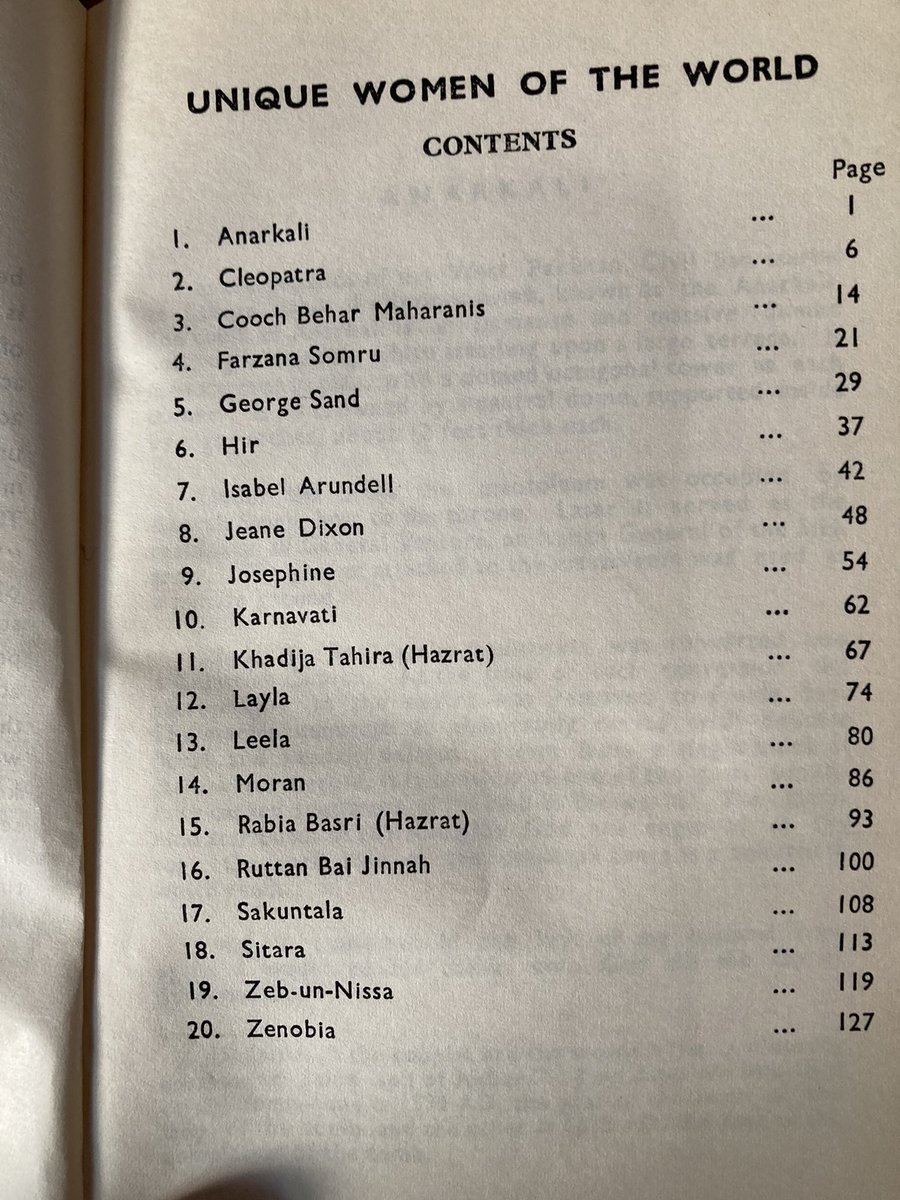 UNIQUE WOMEN OF THE WORLD
CONTENTS
Page
1. Anarkali ... 1
2. Cleopatra ... 6
3. Cooch Behar Maharanis ... 14
4. Farzana Somru ... 21
5. George Sand ... 29
6. Hir ... 37
7. Isabel Arundell ... 42
8. Jeane Dixon ... 48
9. Josephine ... 54
10. Karnavati ... 62
11. Khadija Tahira (Hazrat) ... 67
12. Layla ... 74
13. Leela ... 80
14. Moran ... 86
15. Rabia Basri (Hazrat) ... 93
16. Ruttan Bai Jinnah ... 100
17. Sakuntala ... 108
18. Sitara ... 113
19. Zeb-un-Nissa ... 119
20. Zenobia ... 127